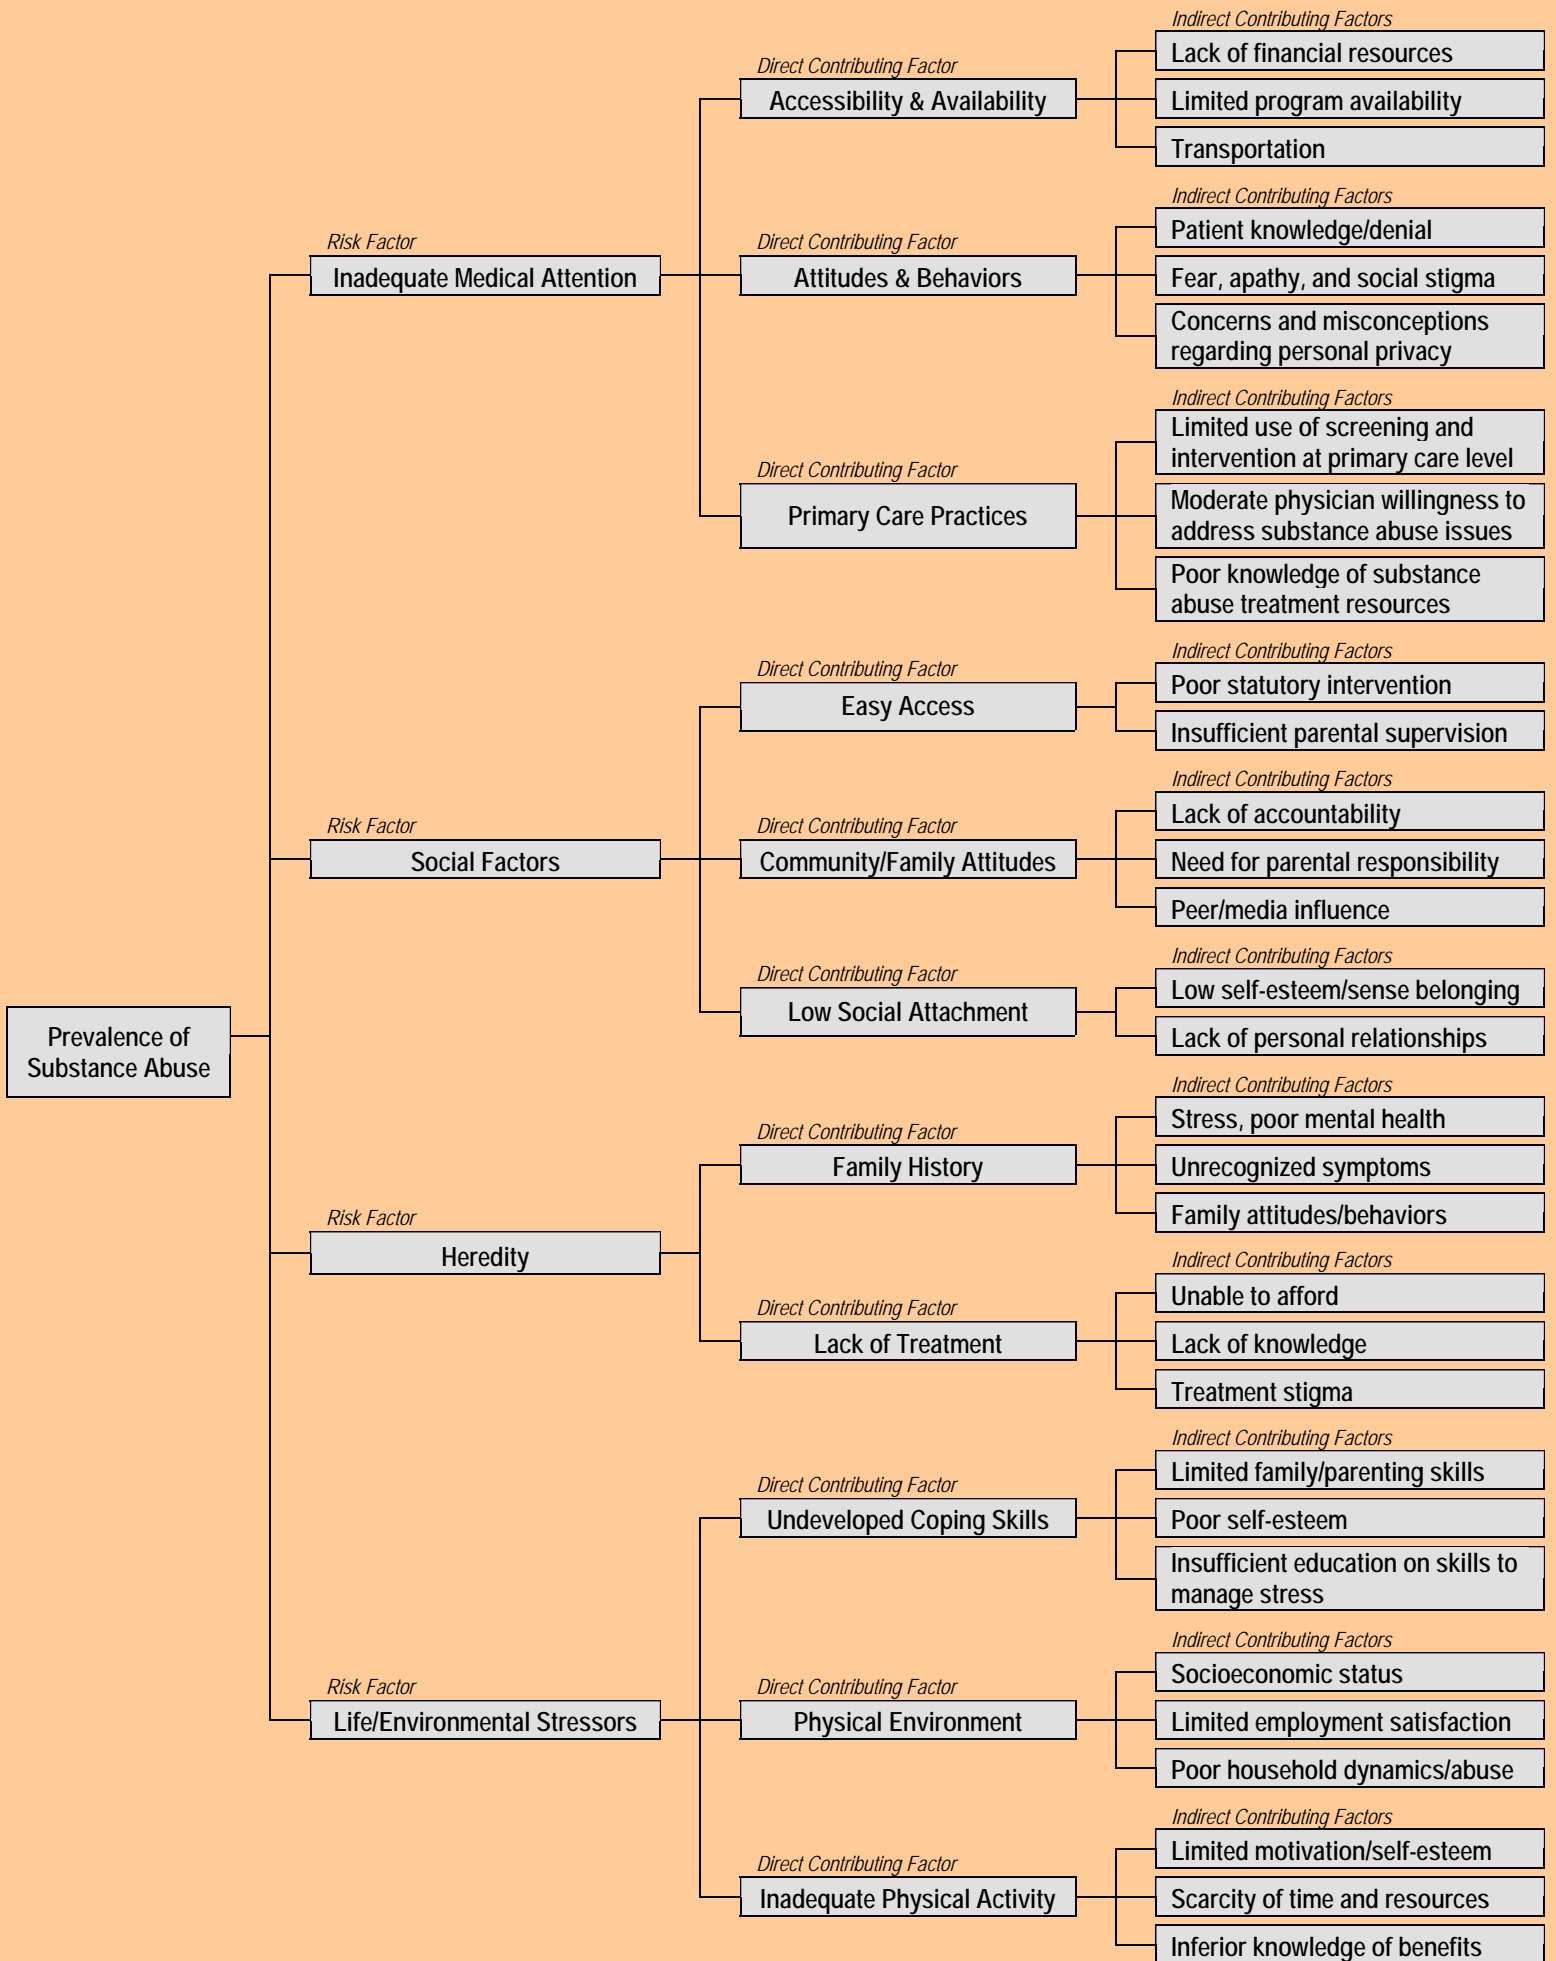 Indirect Contributing Factors
Lack of financial resources
Direct Contributing Factor
Accessibility & Availability
Limited program availability
Transportation
Indirect Contributing Factors
Patient knowledge/denial
Risk Factor
Inadequate Medical Attention
Direct Contributing Factor
Attitudes & Behaviors
Fear, apathy, and social stigma
Concerns and misconceptions
regarding personal privacy
Indirect Contributing Factors
Limited use of screening and
intervention at primary care level
Direct Contributing Factor
Primary Care Practices
Moderate physician willingness to
address substance abuse issues
Poor knowledge of substance
abuse treatment resources
Indirect Contributing Factors
Direct Contributing Factor
Easy Access
Poor statutory intervention
Insufficient parental supervision
Indirect Contributing Factors
Lack of accountability
Risk Factor
Social Factors
Direct Contributing Factor
Community/Family Attitudes
Need for parental responsibility
Peer/media influence
Indirect Contributing Factors
Direct Contributing Factor
Low Social Attachment
Low self-esteem/sense belonging
Lack of personal relationships
Prevalence of
Substance Abuse
Indirect Contributing Factors
Stress, poor mental health
Direct Contributing Factor
Family History
Unrecognized symptoms
Family attitudes/behaviors
Risk Factor
Heredity
Indirect Contributing Factors
Unable to afford
Direct Contributing Factor
Lack of Treatment
Lack of knowledge
Treatment stigma
Indirect Contributing Factors
Limited family/parenting skills
Direct Contributing Factor
Undeveloped Coping Skills
Poor self-esteem
Insufficient education on skills to
manage stress
Indirect Contributing Factors
Socioeconomic status
Risk Factor
Life/Environmental Stressors
Direct Contributing Factor
Physical Environment
Limited employment satisfaction
Poor household dynamics/abuse
Indirect Contributing Factors
Limited motivation/self-esteem
Direct Contributing Factor
Inadequate Physical Activity
Scarcity of time and resources
Inferior knowledge of benefits